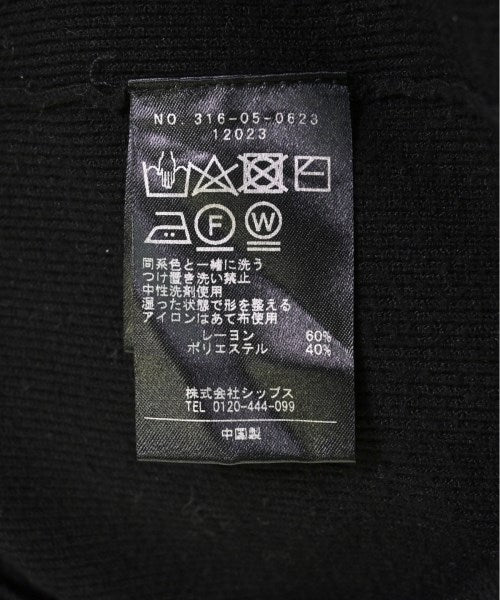 NO. 316-05-0623
12023
F W
同系色と一緒に洗う
つけ置き洗い禁止
中性洗剤使用
湿った状態で形を整える
アイロンはあて布使用
レーヨン 60%
ポリエステル 40%
株式会社シップス
TEL 0120-444-099
中国製